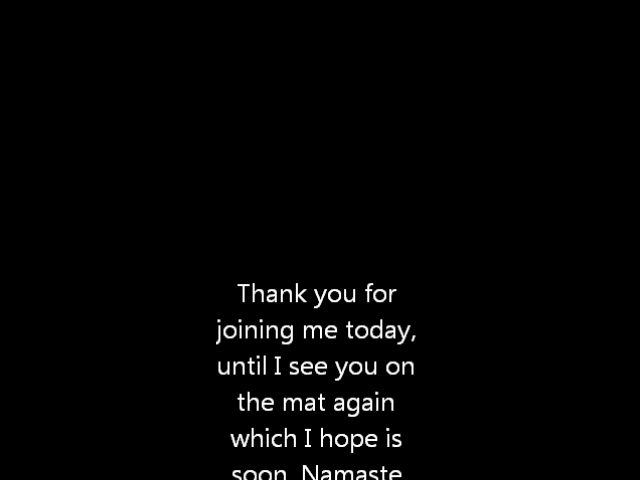 Thank you for
joining me today,
until I see you on
the mat again
which I hope is
soon. Namaste